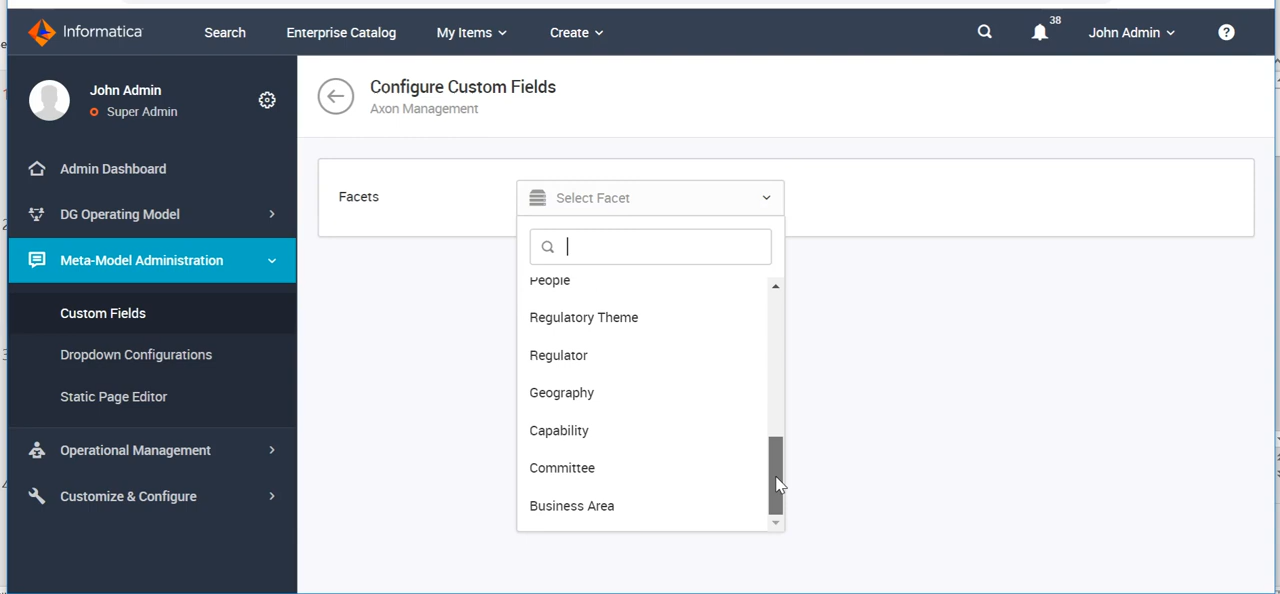 Informatica
Search
Enterprise Catalog
My Items
Create
38
John Admin
?
John Admin
Super Admin
Configure Custom Fields
Axon Management
Admin Dashboard
DG Operating Model
Meta-Model Administration
Custom Fields
Dropdown Configurations
Static Page Editor
Operational Management
Customize & Configure
Facets
Select Facet
People
Regulatory Theme
Regulator
Geography
Capability
Committee
Business Area